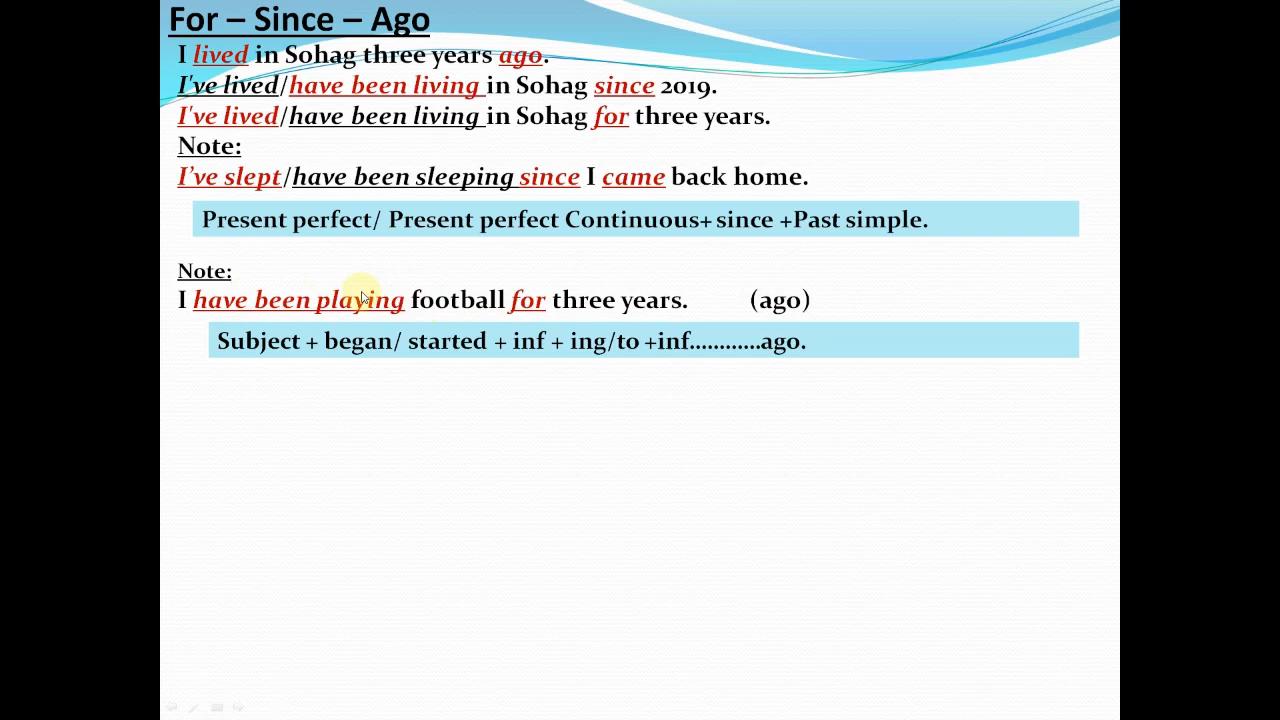 For – Since – Ago
I lived in Sohag three years ago.
I've lived/have been living in Sohag since 2019.
I've lived/have been living in Sohag for three years.
Note:
I’ve slept/have been sleeping since I came back home.
Present perfect/ Present perfect Continuous+ since +Past simple.
Note:
I have been playing football for three years. (ago)
Subject + began/ started + inf + ing/to +inf............ago.